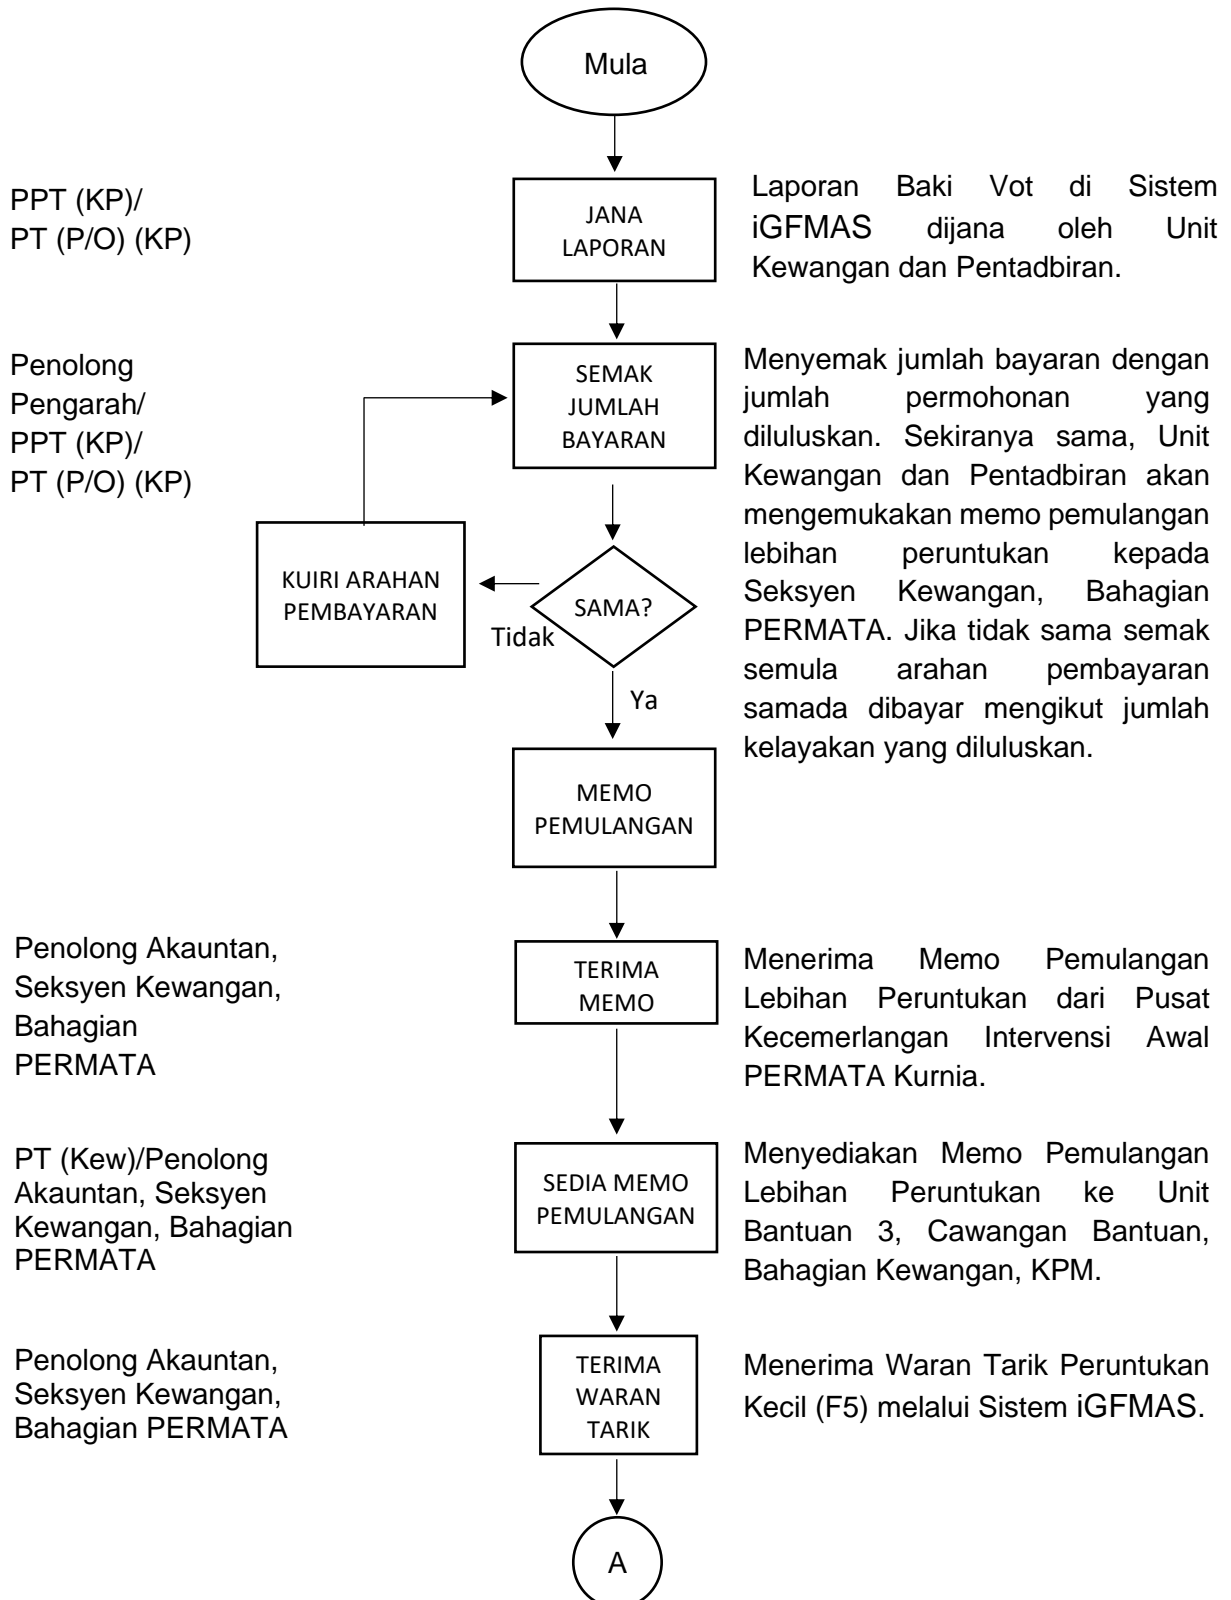 Mula
PPT (KP)/
PT (P/O) (KP)
JANA
LAPORAN
Laporan Baki Vot di Sistem
iGFMAS dijana oleh Unit
Kewangan dan Pentadbiran.
Penolong
Pengarah/
PPT (KP)/
PT (P/O) (KP)
SEMAK
JUMLAH
BAYARAN
Menyemak jumlah bayaran dengan
jumlah permohonan yang
diluluskan. Sekiranya sama, Unit
Kewangan dan Pentadbiran akan
mengemukakan memo pemulangan
lebihan peruntukan kepada
Seksyen Kewangan, Bahagian
PERMATA. Jika tidak sama semak
semula arahan pembayaran
samada dibayar mengikut jumlah
kelayakan yang diluluskan.
KUIRI ARAHAN
PEMBAYARAN
SAMA?
Tidak
Ya
MEMO
PEMULANGAN
Penolong Akauntan,
Seksyen Kewangan,
Bahagian
PERMATA
TERIMA
MEMO
Menerima Memo Pemulangan
Lebihan Peruntukan dari Pusat
Kecemerlangan Intervensi Awal
PERMATA Kurnia.
PT (Kew)/Penolong
Akauntan, Seksyen
Kewangan, Bahagian
PERMATA
SEDIA MEMO
PEMULANGAN
Menyediakan Memo Pemulangan
Lebihan Peruntukan ke Unit
Bantuan 3, Cawangan Bantuan,
Bahagian Kewangan, KPM.
Penolong Akauntan,
Seksyen Kewangan,
Bahagian PERMATA
TERIMA
WARAN
TARIK
Menerima Waran Tarik Peruntukan
Kecil (F5) melalui Sistem iGFMAS.
A